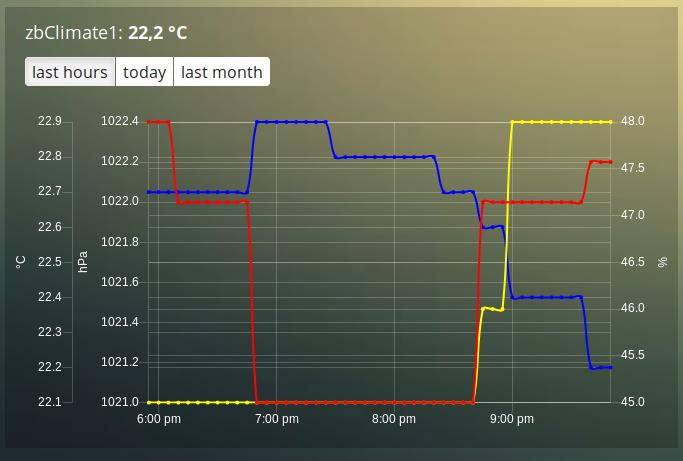 zbClimate1: 22,2 °C
last hours today last month
22.9 1022.4 48.0
22.8 1022.2 47.5
22.7 1022.0 47.0
22.6 1021.8
22.5 1021.6 46.5
°C hPa %
22.4 1021.4 46.0
22.3
22.2 1021.2 45.5
22.1 1021.0 45.0
6:00 pm 7:00 pm 8:00 pm 9:00 pm